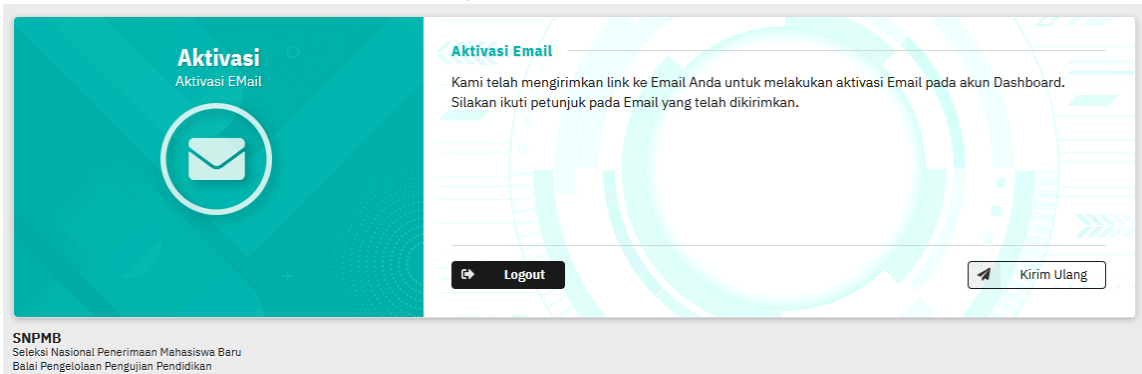 Aktivasi
Aktivasi EMail
Aktivasi Email
Kami telah mengirimkan link ke Email Anda untuk melakukan aktivasi Email pada akun Dashboard.
Silakan ikuti petunjuk pada Email yang telah dikirimkan.
Logout
Kirim Ulang
SNPMB
Seleksi Nasional Penerimaan Mahasiswa Baru
Balai Pengelolaan Pengujian Pendidikan